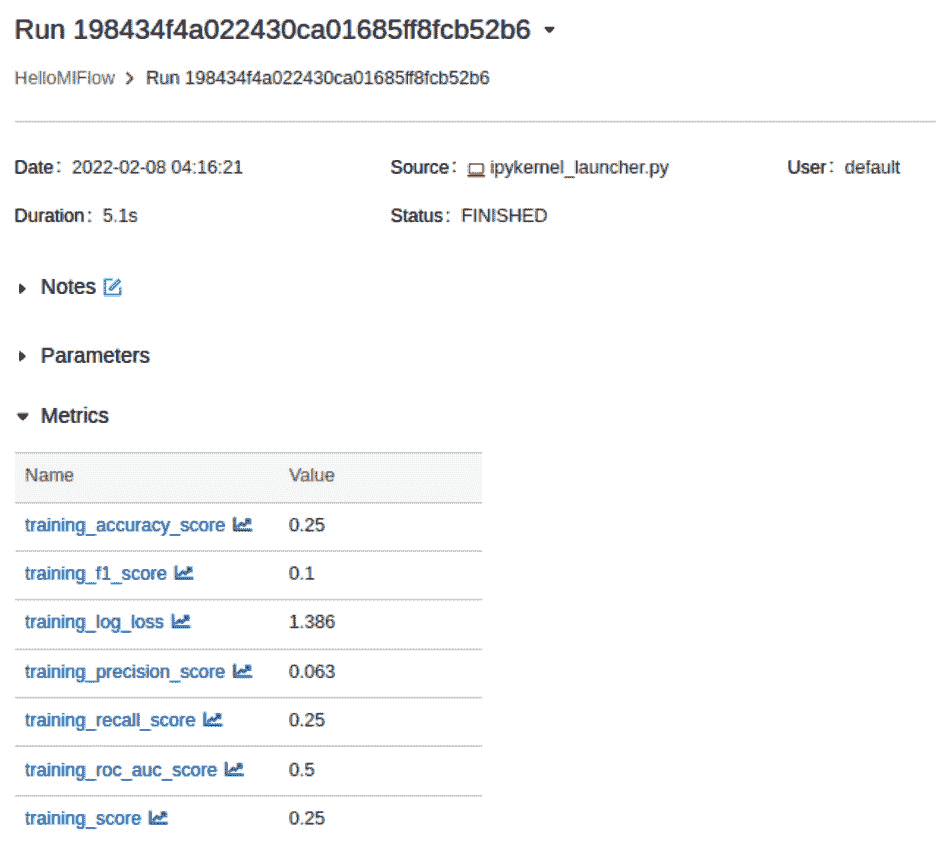 Run 198434f4a022430ca01685ff8fcb52b6
HelloMlFlow > Run 198434f4a022430ca01685ff8fcb52b6
Date: 2022-02-08 04:16:21 Source: ipykernel_launcher.py User: default
Duration: 5.1s Status: FINISHED
Notes
Parameters
Metrics
Name Value
training_accuracy_score 0.25
training_f1_score 0.1
training_log_loss 1.386
training_precision_score 0.063
training_recall_score 0.25
training_roc_auc_score 0.5
training_score 0.25